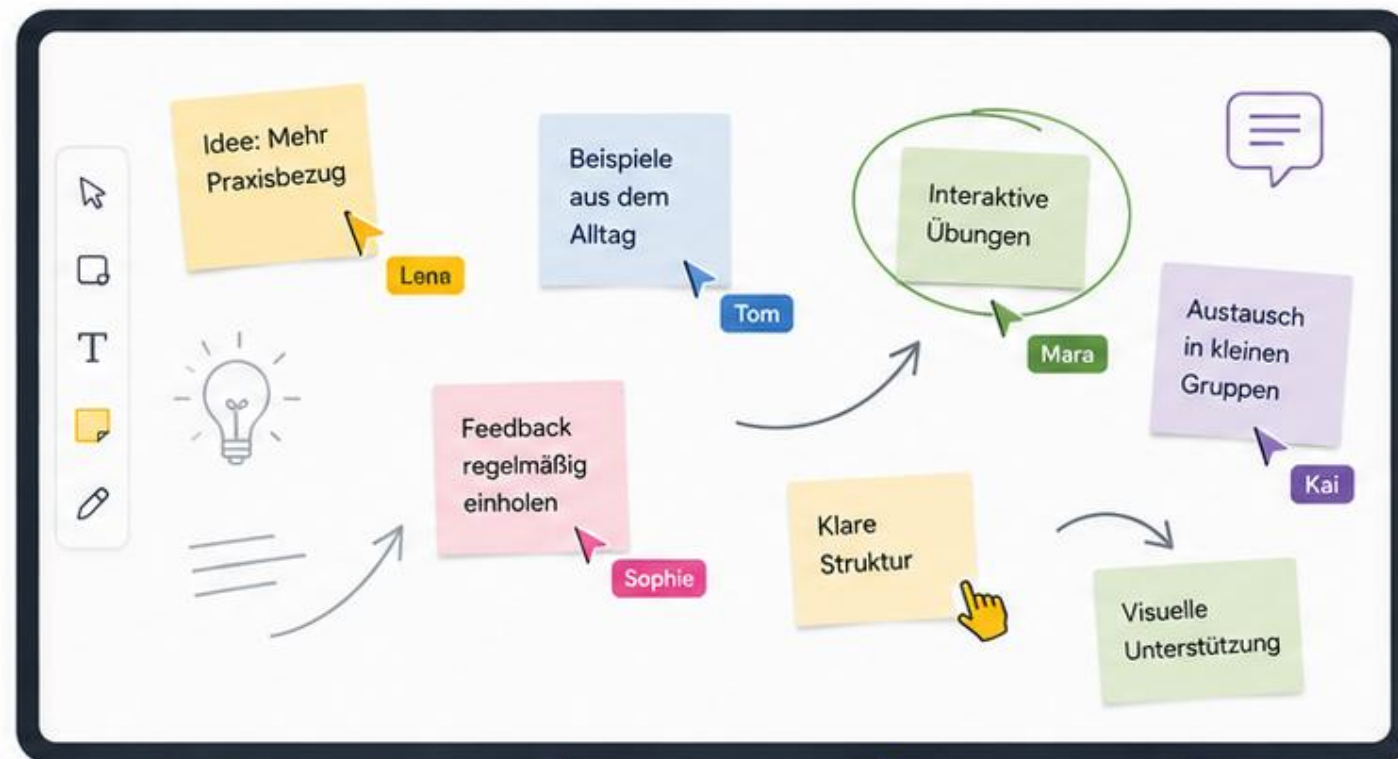 Idee: Mehr
Praxisbezug
Lena
Beispiele
aus dem
Alltag
Tom
Interaktive
Übungen
Mara
Austausch
in kleinen
Gruppen
Kai
T
Feedback
regelmäßig
einholen
Sophie
Klare
Struktur
Visuelle
Unterstützung